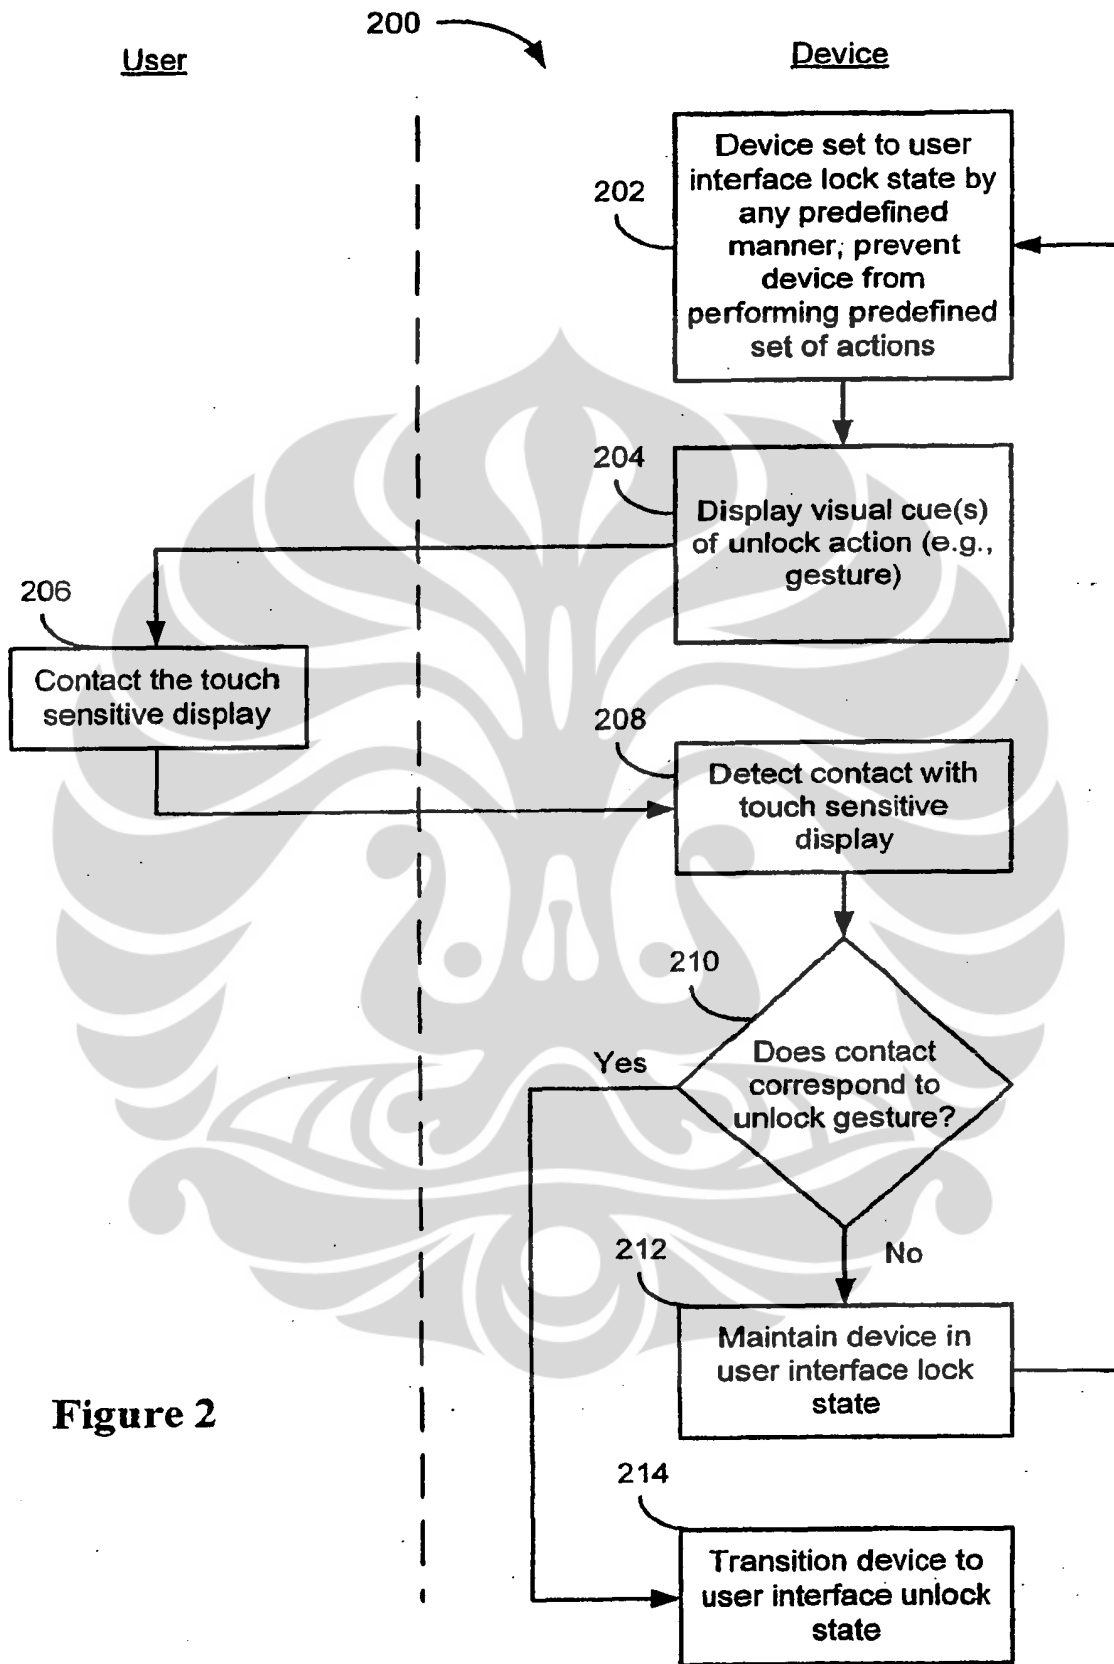 200
User
Device
Device set to user
interface lock state by
any predefined
manner; prevent
device from
performing predefined
set of actions
202
204
Display visual cue(s)
of unlock action (e.g.,
gesture)
206
Contact the touch
sensitive display
208
Detect contact with
touch sensitive
display
210
Does contact
correspond to
unlock gesture?
Yes
No
212
Maintain device in
user interface lock
state
Figure 2
214
Transition device to
user interface unlock
state